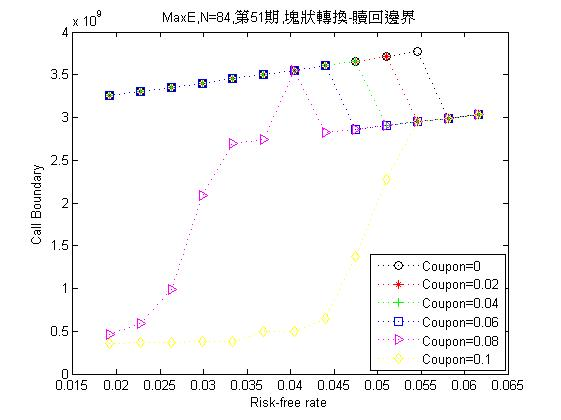 MaxE,N=84,第51期,塊狀轉換-贖回邊界
x 10^9
4
3.5
3
2.5
2
1.5
1
0.5
0
Call Boundary
0.015 0.02 0.025 0.03 0.035 0.04 0.045 0.05 0.055 0.06 0.065
Risk-free rate
Coupon=0
Coupon=0.02
Coupon=0.04
Coupon=0.06
Coupon=0.08
Coupon=0.1